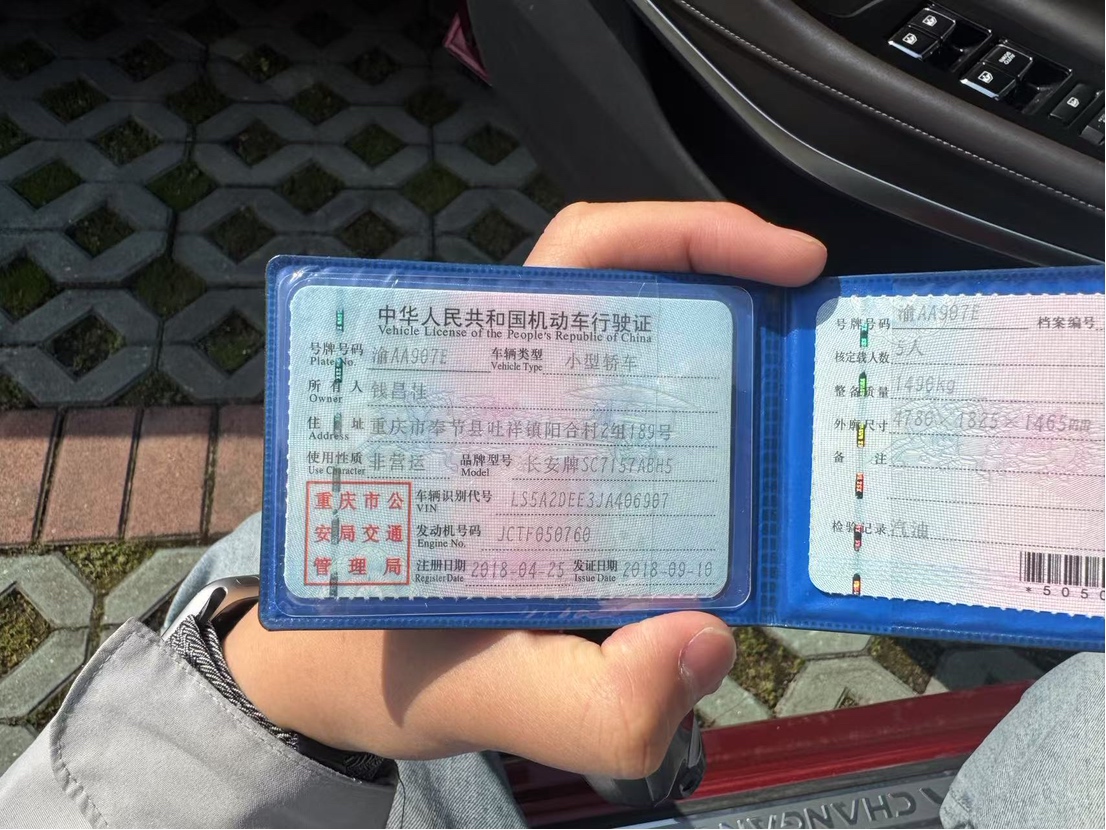 中华人民共和国机动车行驶证
Vehicle License of the People's Republic of China
号牌号码 渝AA907E 车辆类型 小型轿车
Plate No. Vehicle Type
所有人 钱昌佳
Owner
住址 重庆市奉节县吐祥镇阳合村2组189号
Address
使用性质 非营运 品牌型号 长安牌SC7157ABH5
Use Character Model
重庆市公
安局交通
管理局
车辆识别代号 LS5A2DEE3JA406907
VIN
发动机号码 JCTF050760
Engine No.
注册日期 2018-04-25 发证日期 2018-09-10
Register Date Issue Date
号牌号码 渝AA907E 档案编号
核定载人数 5人
整备质量 1490kg
外廓尺寸 4780×1825×1465mm
备注
检验记录 汽油
*5050
CHANGAN